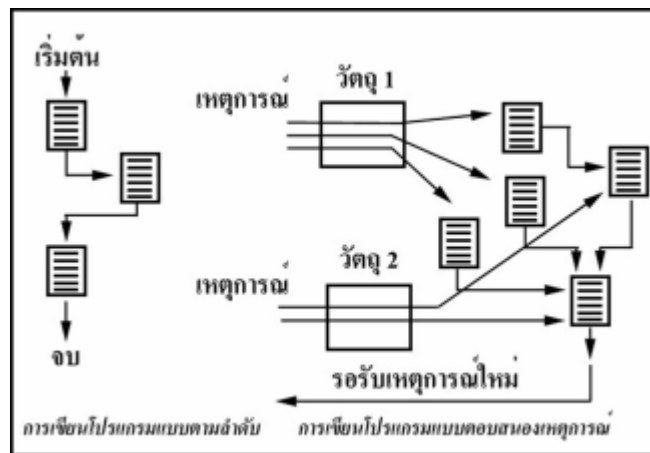 เริ่มต้น
จบ
การเขียนโปรแกรมแบบตามลำดับ
วัตถุ 1
เหตุการณ์
วัตถุ 2
เหตุการณ์
รอรับเหตุการณ์ใหม่
การเขียนโปรแกรมแบบตอบสนองเหตุการณ์